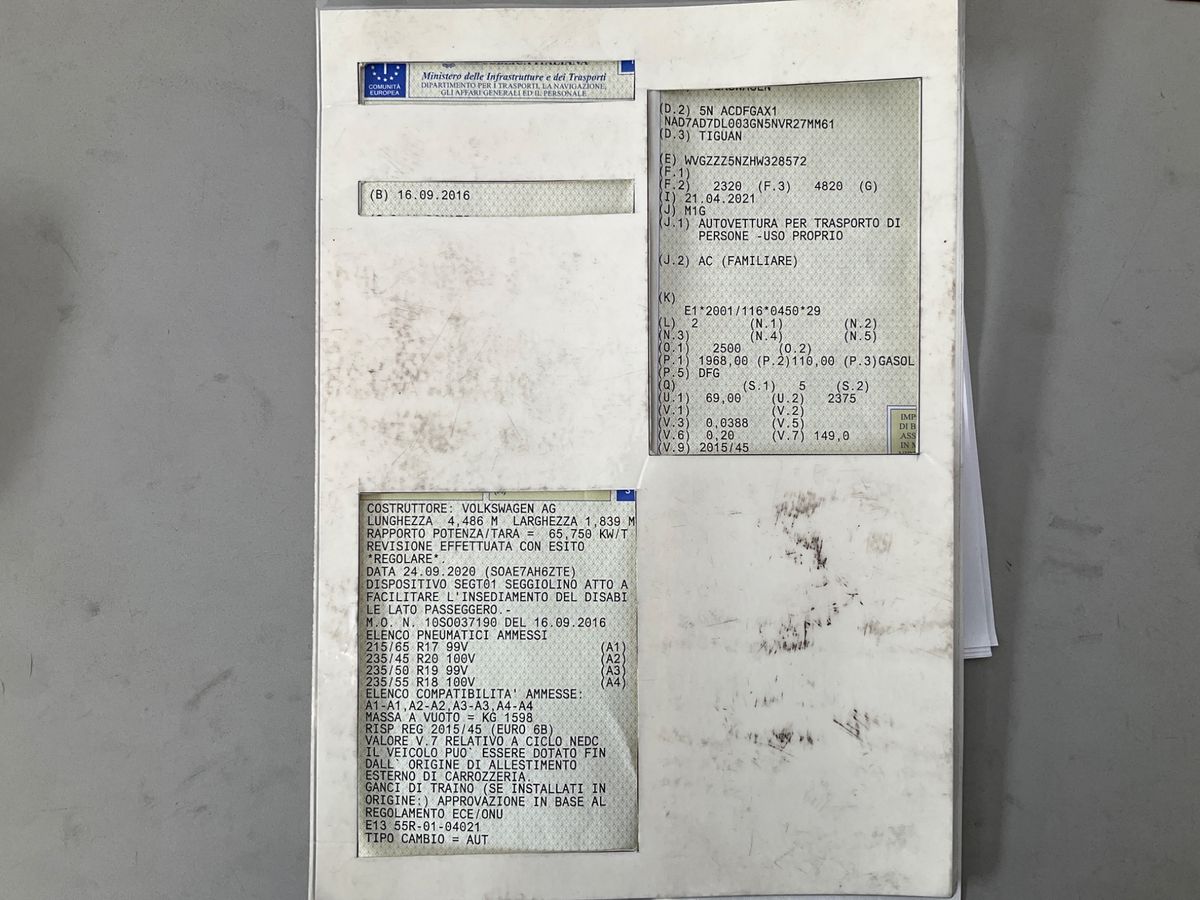 COMUNITÀ
EUROPEA
Ministero delle Infrastrutture e dei Trasporti
DIPARTIMENTO PER I TRASPORTI, LA NAVIGAZIONE,
GLI AFFARI GENERALI ED IL PERSONALE
(B) 16.09.2016
(D.2) 5N ACDFGAX1
NAD7AD7DL003GN5NVR27MM61
(D.3) TIGUAN
(E) WVGZZZ5NZHW328572
(F.1)
(F.2) 2320 (F.3) 4820 (G)
(I) 21.04.2021
(J) M1G
(J.1) AUTOVETTURA PER TRASPORTO DI
PERSONE -USO PROPRIO
(J.2) AC (FAMILIARE)
(K)
E1*2001/116*0450*29
(L) 2 (N.1) (N.2)
(N.3) (N.4) (N.5)
(O.1) 2500 (O.2)
(P.1) 1968,00 (P.2)110,00 (P.3)GASOL
(P.5) DFG
(Q) (S.1) 5 (S.2)
(U.1) 69,00 (U.2) 2375
(V.1) (V.2)
(V.3) 0,0388 (V.5)
(V.6) 0,20 (V.7) 149,0
(V.9) 2015/45
IMP
DI B
ASS
IN M
COSTRUTTORE: VOLKSWAGEN AG
LUNGHEZZA 4,486 M LARGHEZZA 1,839 M
RAPPORTO POTENZA/TARA = 65,750 KW/T
REVISIONE EFFETTUATA CON ESITO
*REGOLARE*.
DATA 24.09.2020 (SOAE7AH6ZTE)
DISPOSITIVO SEGT01 SEGGIOLINO ATTO A
FACILITARE L'INSEDIAMENTO DEL DISABI
LE LATO PASSEGGERO.-
M.O. N. 10SO037190 DEL 16.09.2016
ELENCO PNEUMATICI AMMESSI
215/65 R17 99V (A1)
235/45 R20 100V (A2)
235/50 R19 99V (A3)
235/55 R18 100V (A4)
ELENCO COMPATIBILITA' AMMESSE:
A1-A1,A2-A2,A3-A3,A4-A4
MASSA A VUOTO = KG 1598
RISP REG 2015/45 (EURO 6B)
VALORE V.7 RELATIVO A CICLO NEDC
IL VEICOLO PUO` ESSERE DOTATO FIN
DALL` ORIGINE DI ALLESTIMENTO
ESTERNO DI CARROZZERIA.
GANCI DI TRAINO (SE INSTALLATI IN
ORIGINE:) APPROVAZIONE IN BASE AL
REGOLAMENTO ECE/ONU
E13 55R-01-04021
TIPO CAMBIO = AUT